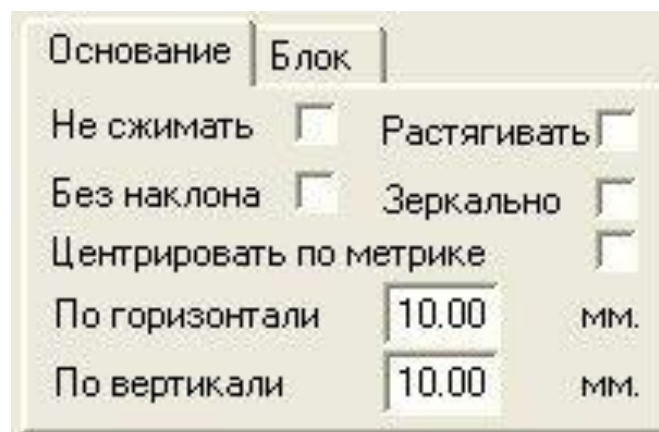 Основание Блок
Не сжимать Растягивать
Без наклона Зеркально
Центрировать по метрике
По горизонтали 10.00 мм.
По вертикали 10.00 мм.